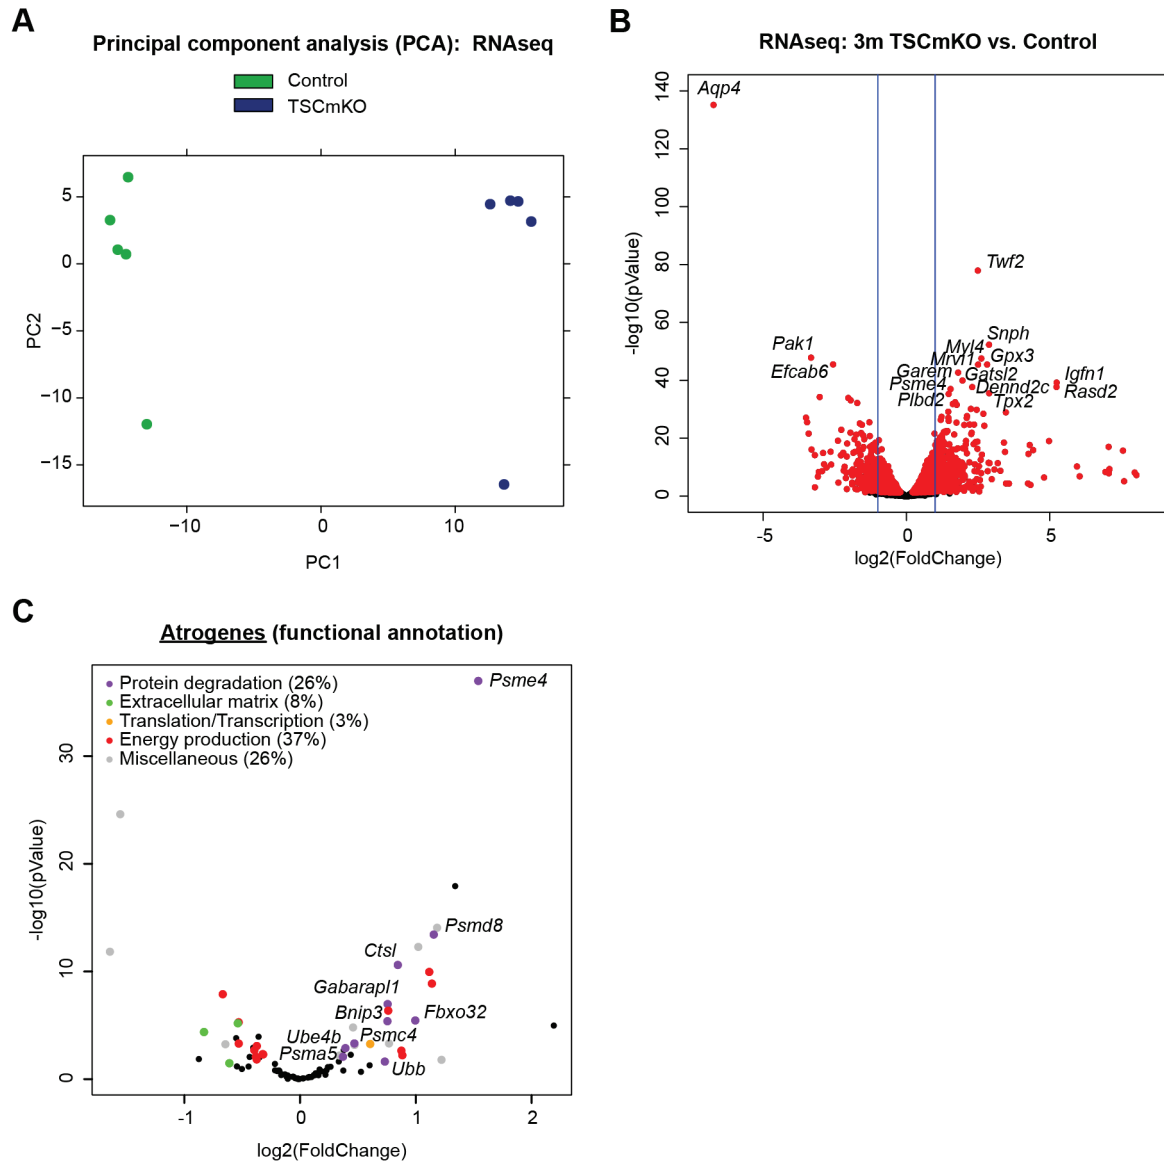 A
Principal component analysis (PCA): RNAseq
Control
TSCmKO
5
0
−5
−10
−15
PC2
−10
0
10
PC1
B
RNAseq: 3m TSCmKO vs. Control
140
120
100
80
60
40
20
0
-log10(pValue)
Aqp4
Twf2
Snph
Pak1
Myl4
Mrvl1
Gpx3
Efcab6
Garem
Gatsl2
Igfn1
Psme4
Dennd2c
Rasd2
Plbd2
Tpx2
-5
0
5
log2(FoldChange)
C
Atrogenes (functional annotation)
Protein degradation (26%)
Extracellular matrix (8%)
Translation/Transcription (3%)
Energy production (37%)
Miscellaneous (26%)
Psme4
30
20
10
0
-log10(pValue)
Psmd8
Ctsl
Gabarapl1
Bnip3
Fbxo32
Ube4b
Psmc4
Psma5
Ubb
-1
0
1
2
log2(FoldChange)